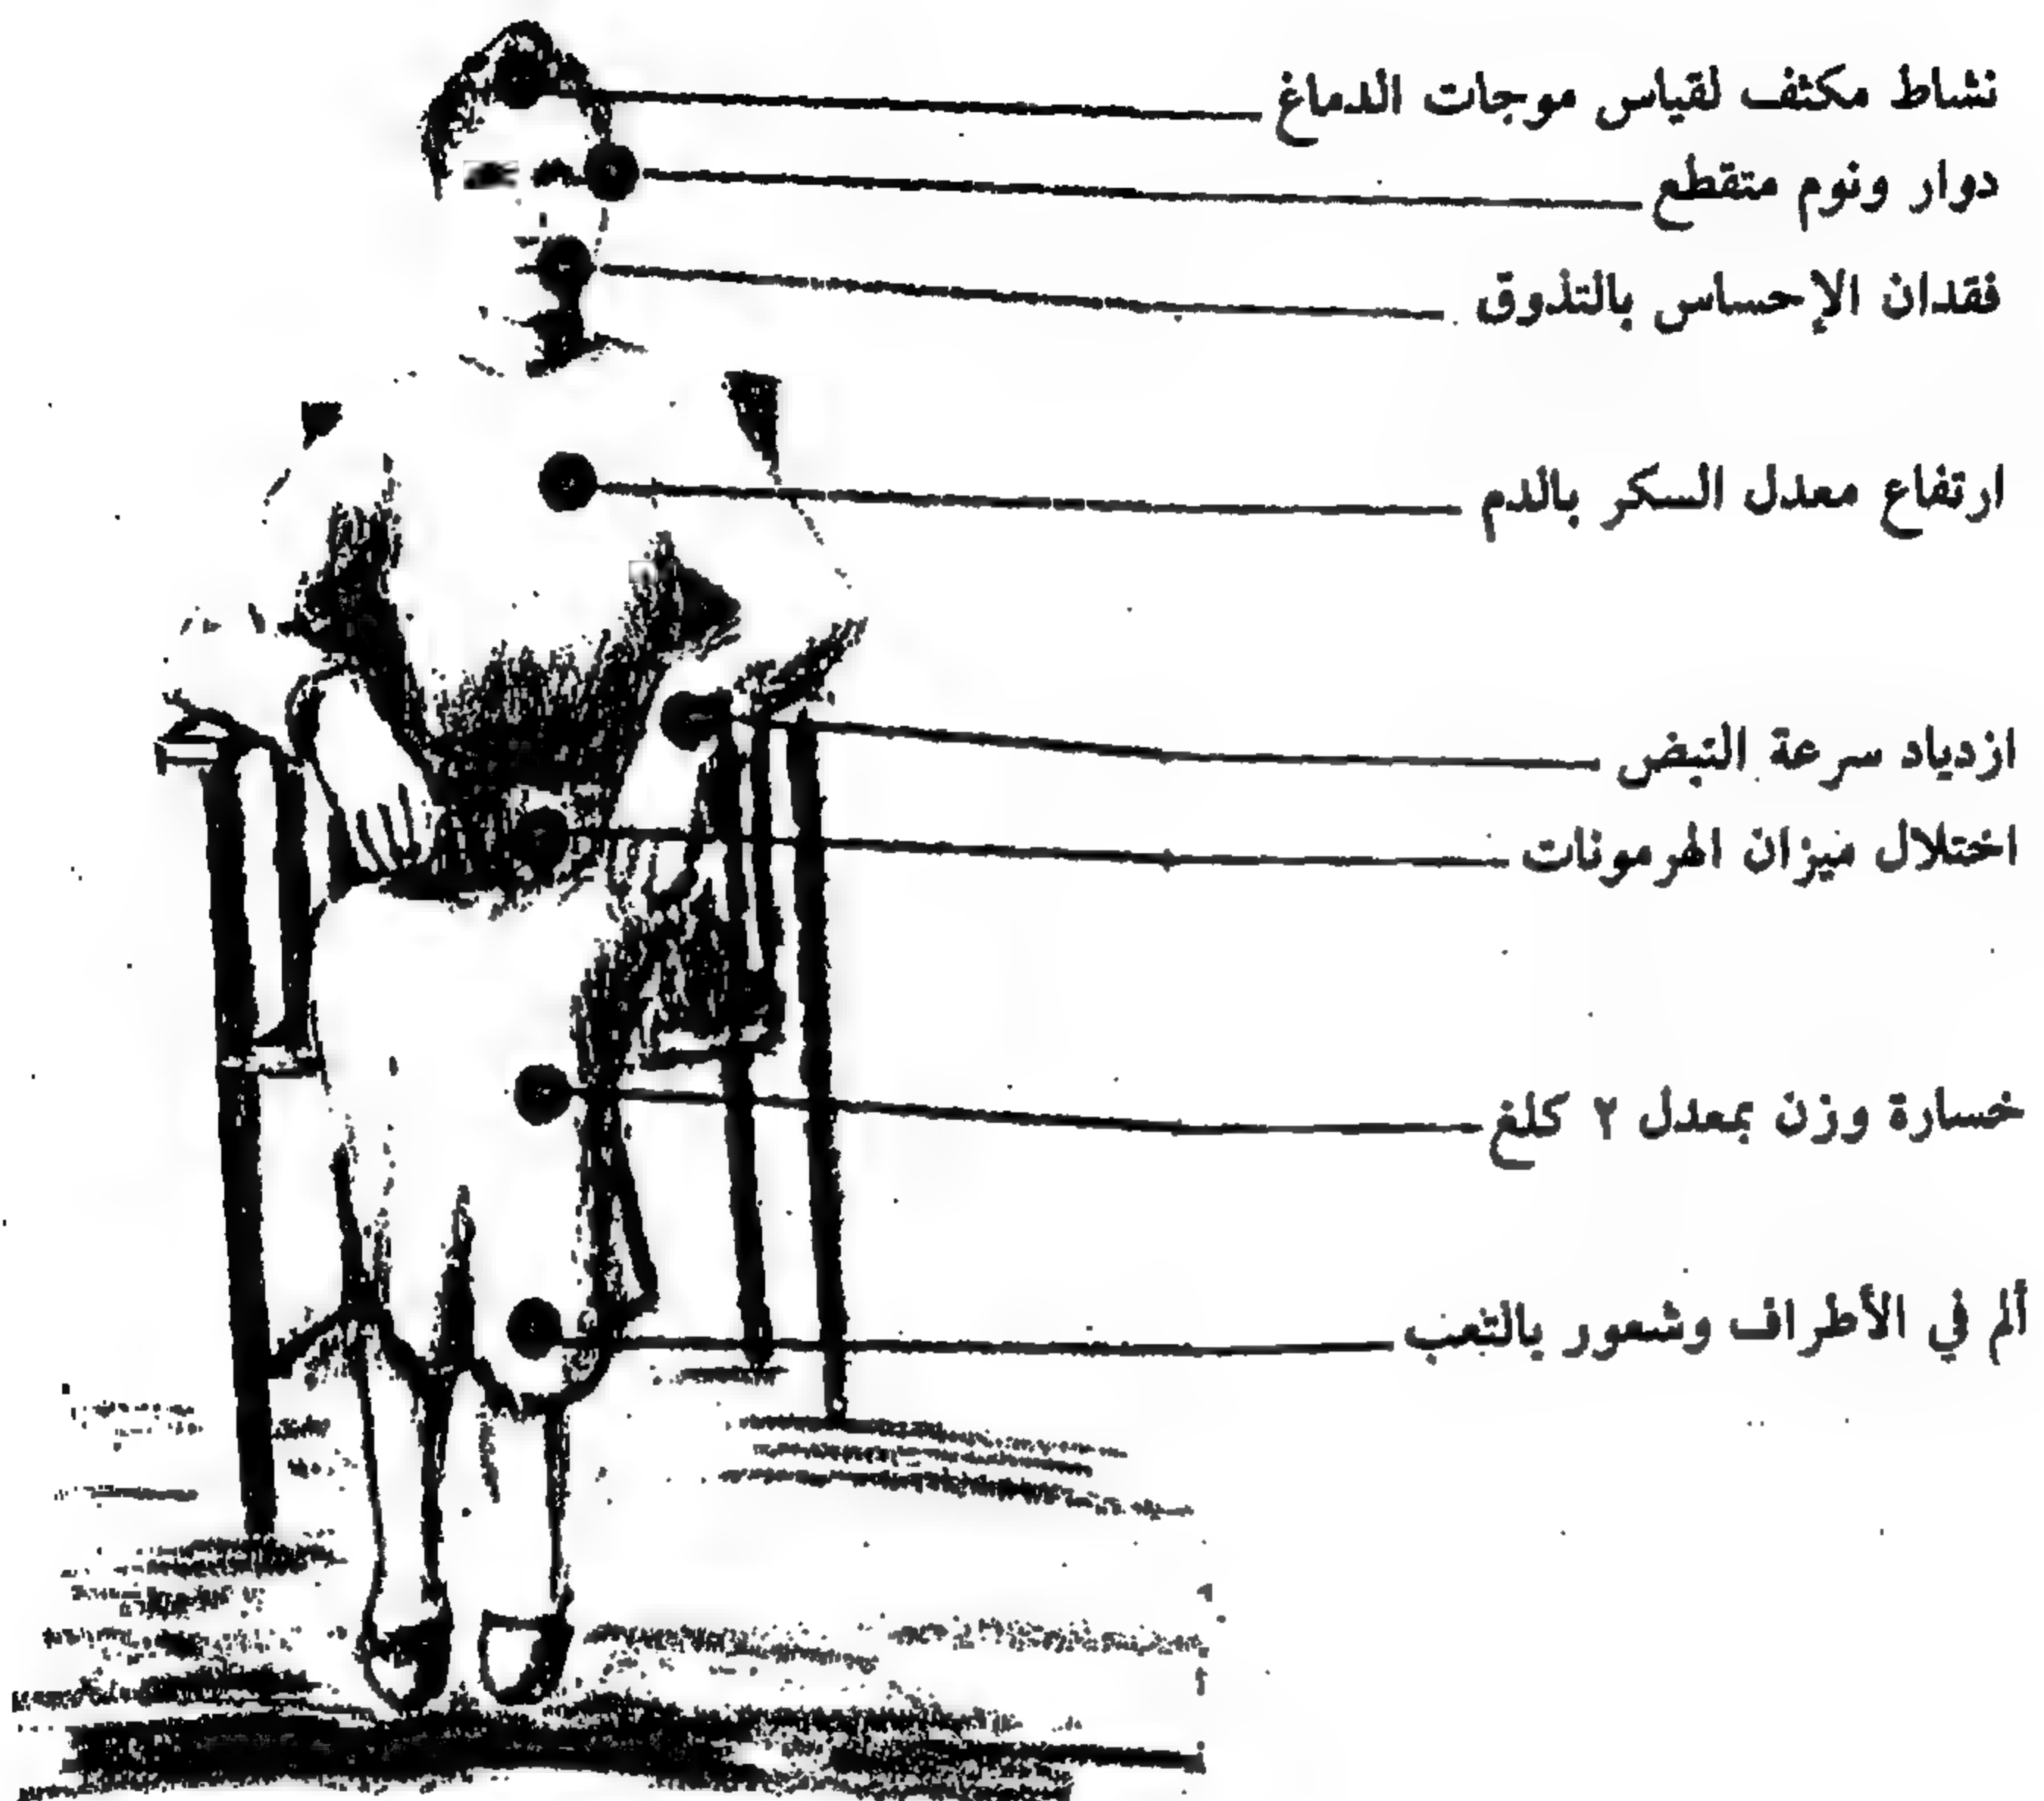 نشاط مكثف لقياس موجات الدماغ
دوار ونوم متقطع
فقدان الإحساس بالتذوق
ارتفاع معدل السكر بالدم
ازدياد سرعة النبض
اختلال ميزان الهرمونات
خسارة وزن بمعدل ٢ كلغ
ألم في الأطراف وشعور بالتعب